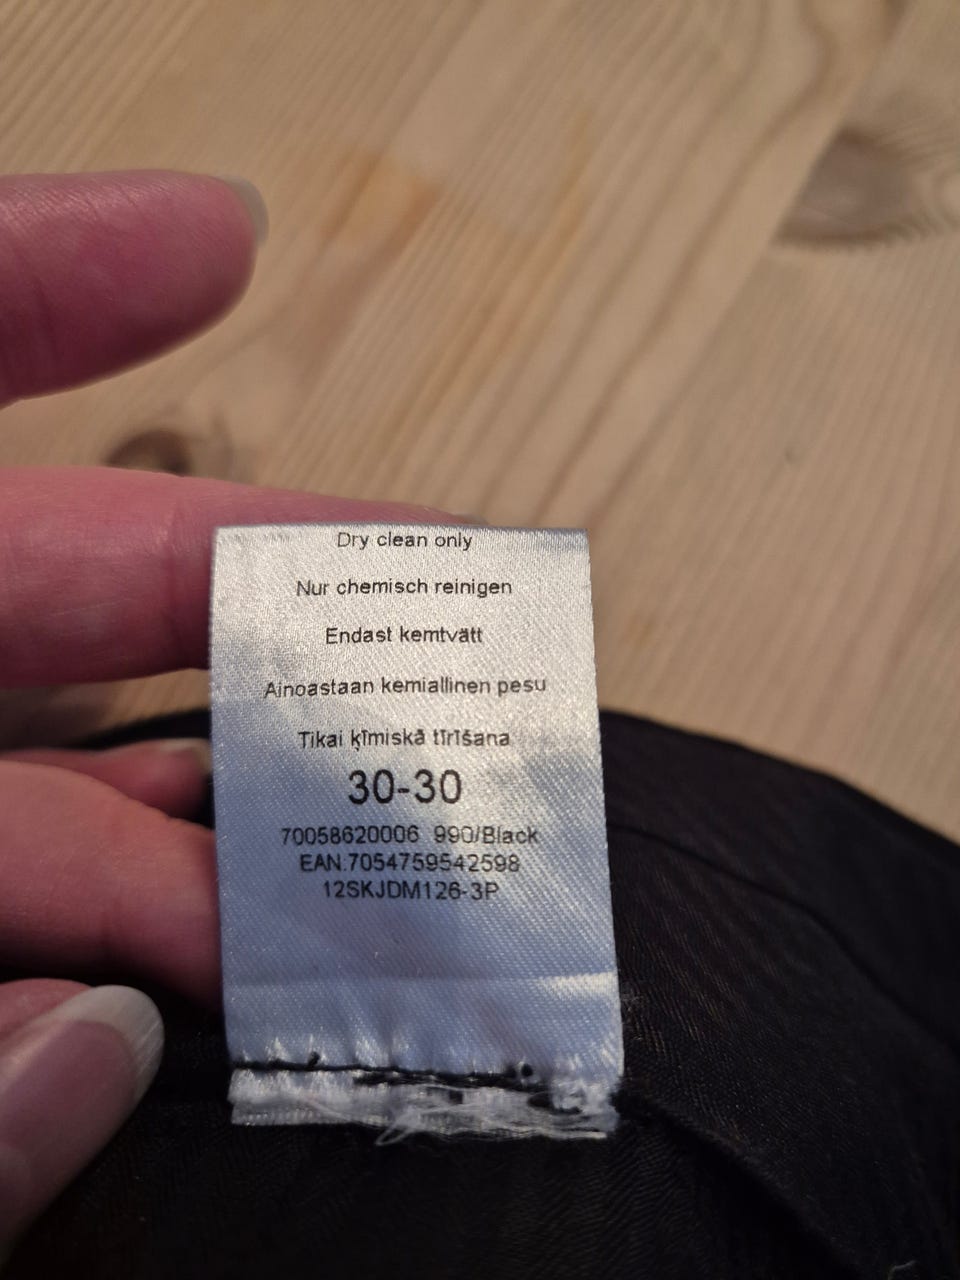 Dry clean only
Nur chemisch reinigen
Endast kemtvätt
Ainoastaan kemiallinen pesu
Tikai ķīmiskā tīrīšana
30-30
70058620006 990/Black
EAN.7054759542598
12SKJDM126-3P